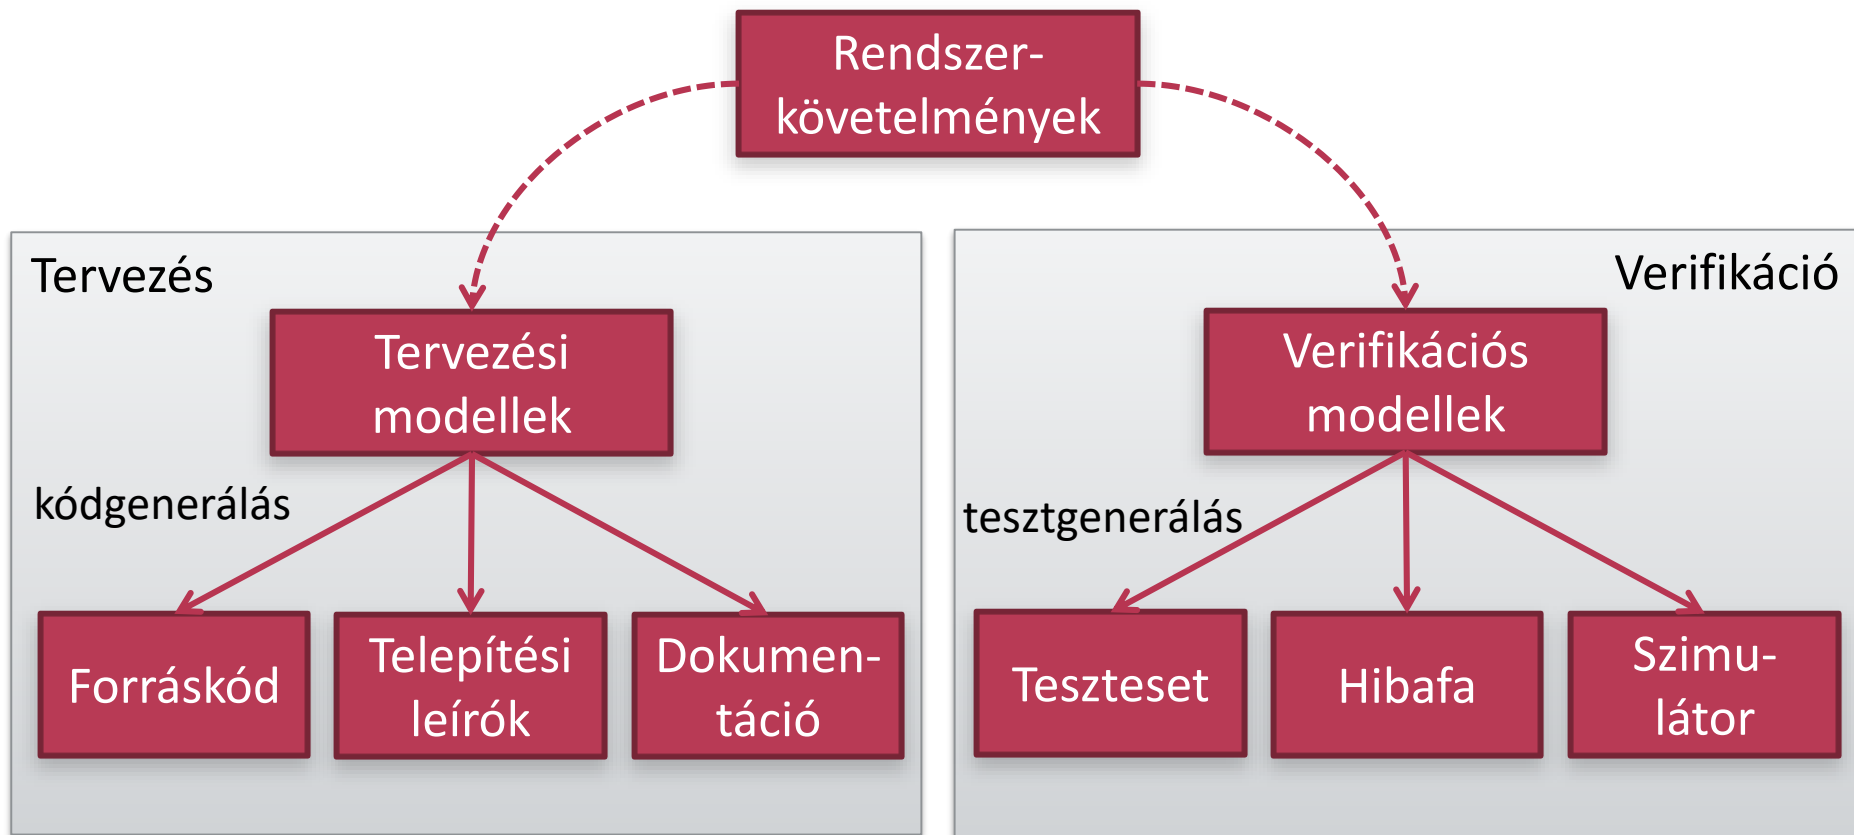 Rendszer-
követelmények
Tervezés
Verifikáció
Tervezési
modellek
Verifikációs
modellek
kódgenerálás
tesztgenerálás
Forráskód
Telepítési
leírók
Dokumen-
táció
Teszteset
Hibafa
Szimu-
látor